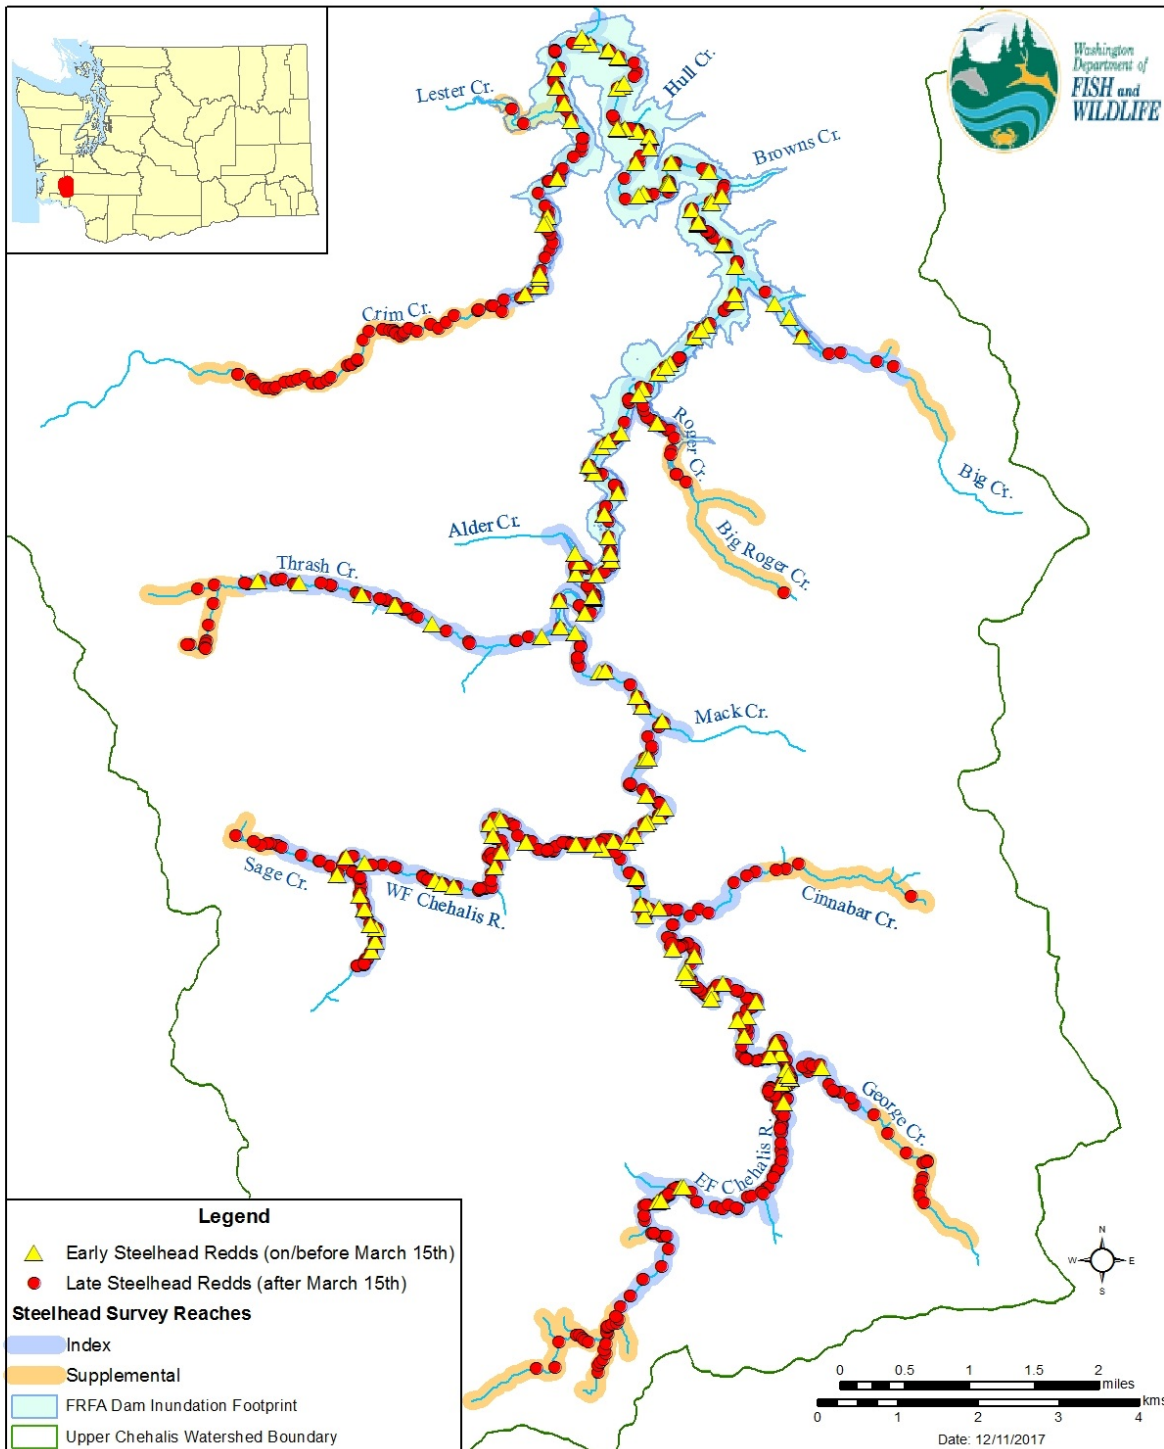 Washington
Department of
FISH and
WILDLIFE
Lester Cr.
Hull Cr.
Browns Cr.
Crim Cr.
Roger Cr.
Big Cr.
Alder Cr.
Big Roger Cr.
Thrash Cr.
Mack Cr.
Sage Cr.
WF Chehalis R.
Cinnabar Cr.
George Cr.
EF Chehalis R.
Legend
Early Steelhead Redds (on/before March 15th)
Late Steelhead Redds (after March 15th)
Steelhead Survey Reaches
Index
Supplemental
FRFA Dam Inundation Footprint
Upper Chehalis Watershed Boundary
N
W E
S
0 0.5 1 1.5 2
miles
kms
0 1 2 3 4
Date: 12/11/2017